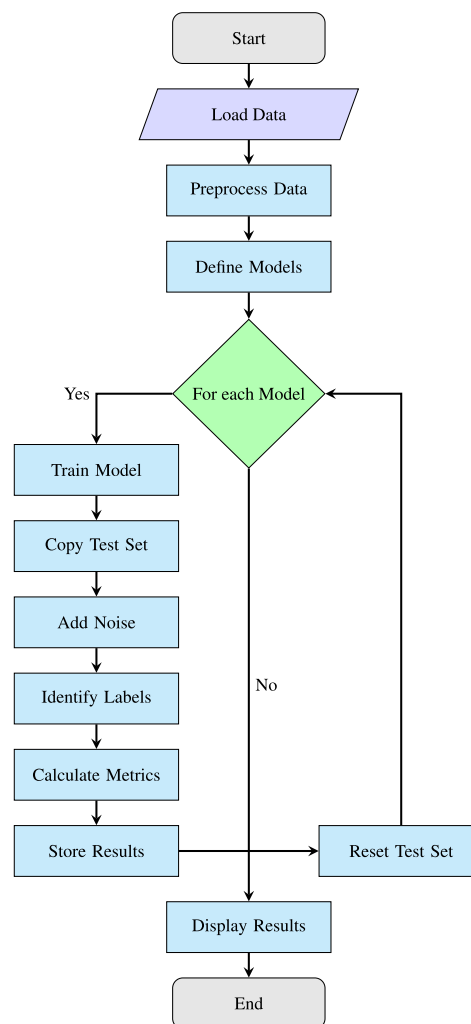 Start
Load Data
Preprocess Data
Define Models
For each Model
Yes
Train Model
Copy Test Set
Add Noise
Identify Labels
No
Calculate Metrics
Store Results
Reset Test Set
Display Results
End